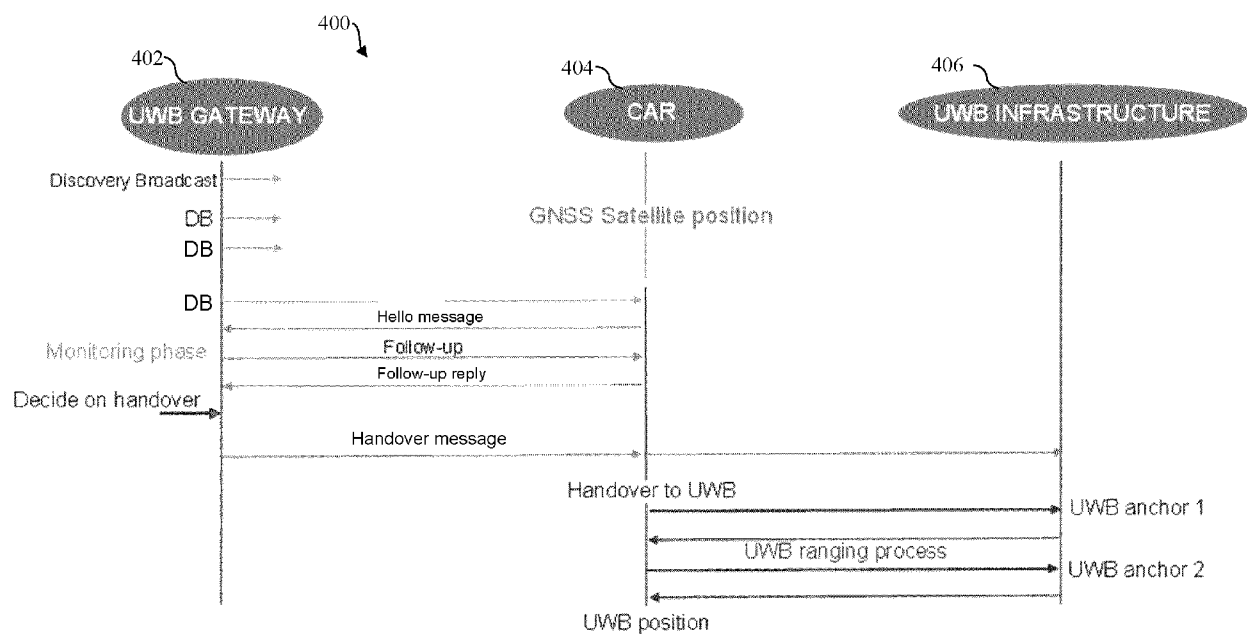 400
402
404
406
UWB GATEWAY
CAR
UWB INFRASTRUCTURE
Discovery Broadcast
DB
GNSS Satellite position
DB
DB
Hello message
Monitoring phase
Follow-up
Follow-up reply
Decide on handover
Handover message
Handover to UWB
UWB anchor 1
UWB ranging process
UWB anchor 2
UWB position